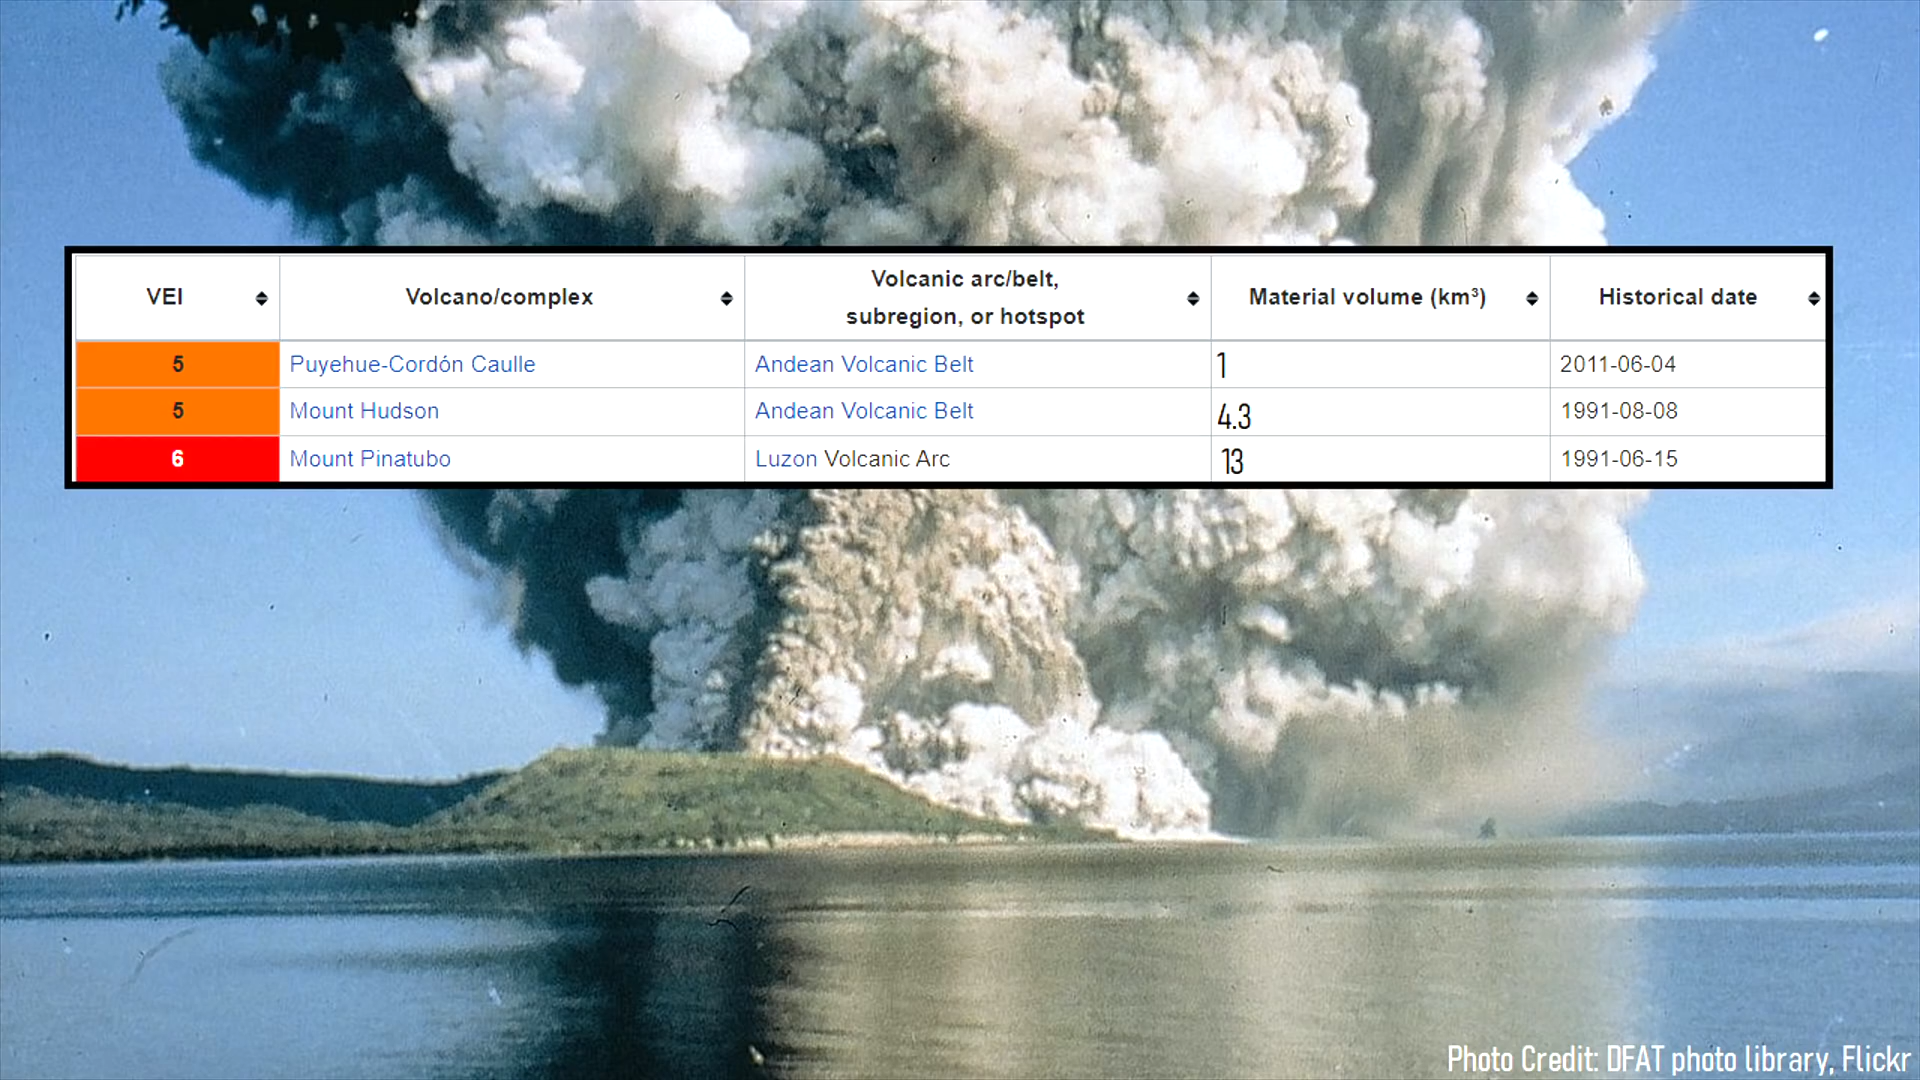 VEI Volcano/complex Volcanic arc/belt, subregion, or hotspot Material volume (km³) Historical date
5 Puyehue-Cordón Caulle Andean Volcanic Belt 1 2011-06-04
5 Mount Hudson Andean Volcanic Belt 4.3 1991-08-08
6 Mount Pinatubo Luzon Volcanic Arc 13 1991-06-15
Photo Credit: DFAT photo library, Flickr